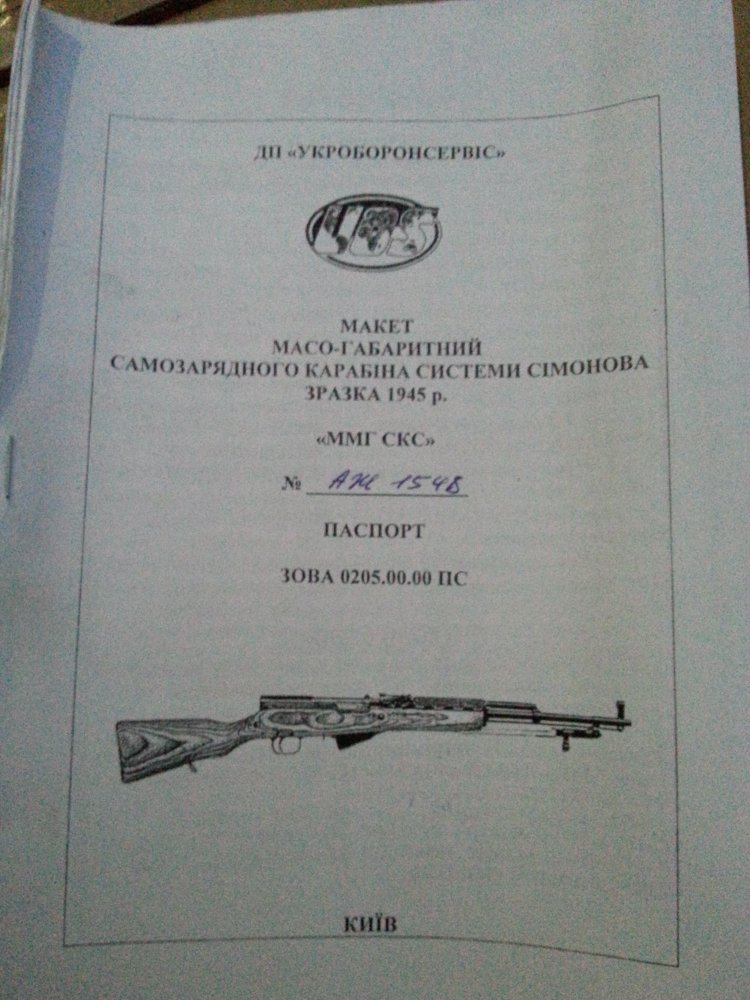 ДП «УКРОБОРОНСЕРВІС»
МАКЕТ
МАСО-ГАБАРИТНИЙ
САМОЗАРЯДНОГО КАРАБІНА СИСТЕМИ СІМОНОВА
ЗРАЗКА 1945 р.
«ММГ СКС»
№ АЖ 1548
ПАСПОРТ
ЗОВА 0205.00.00 ПС
КИЇВ